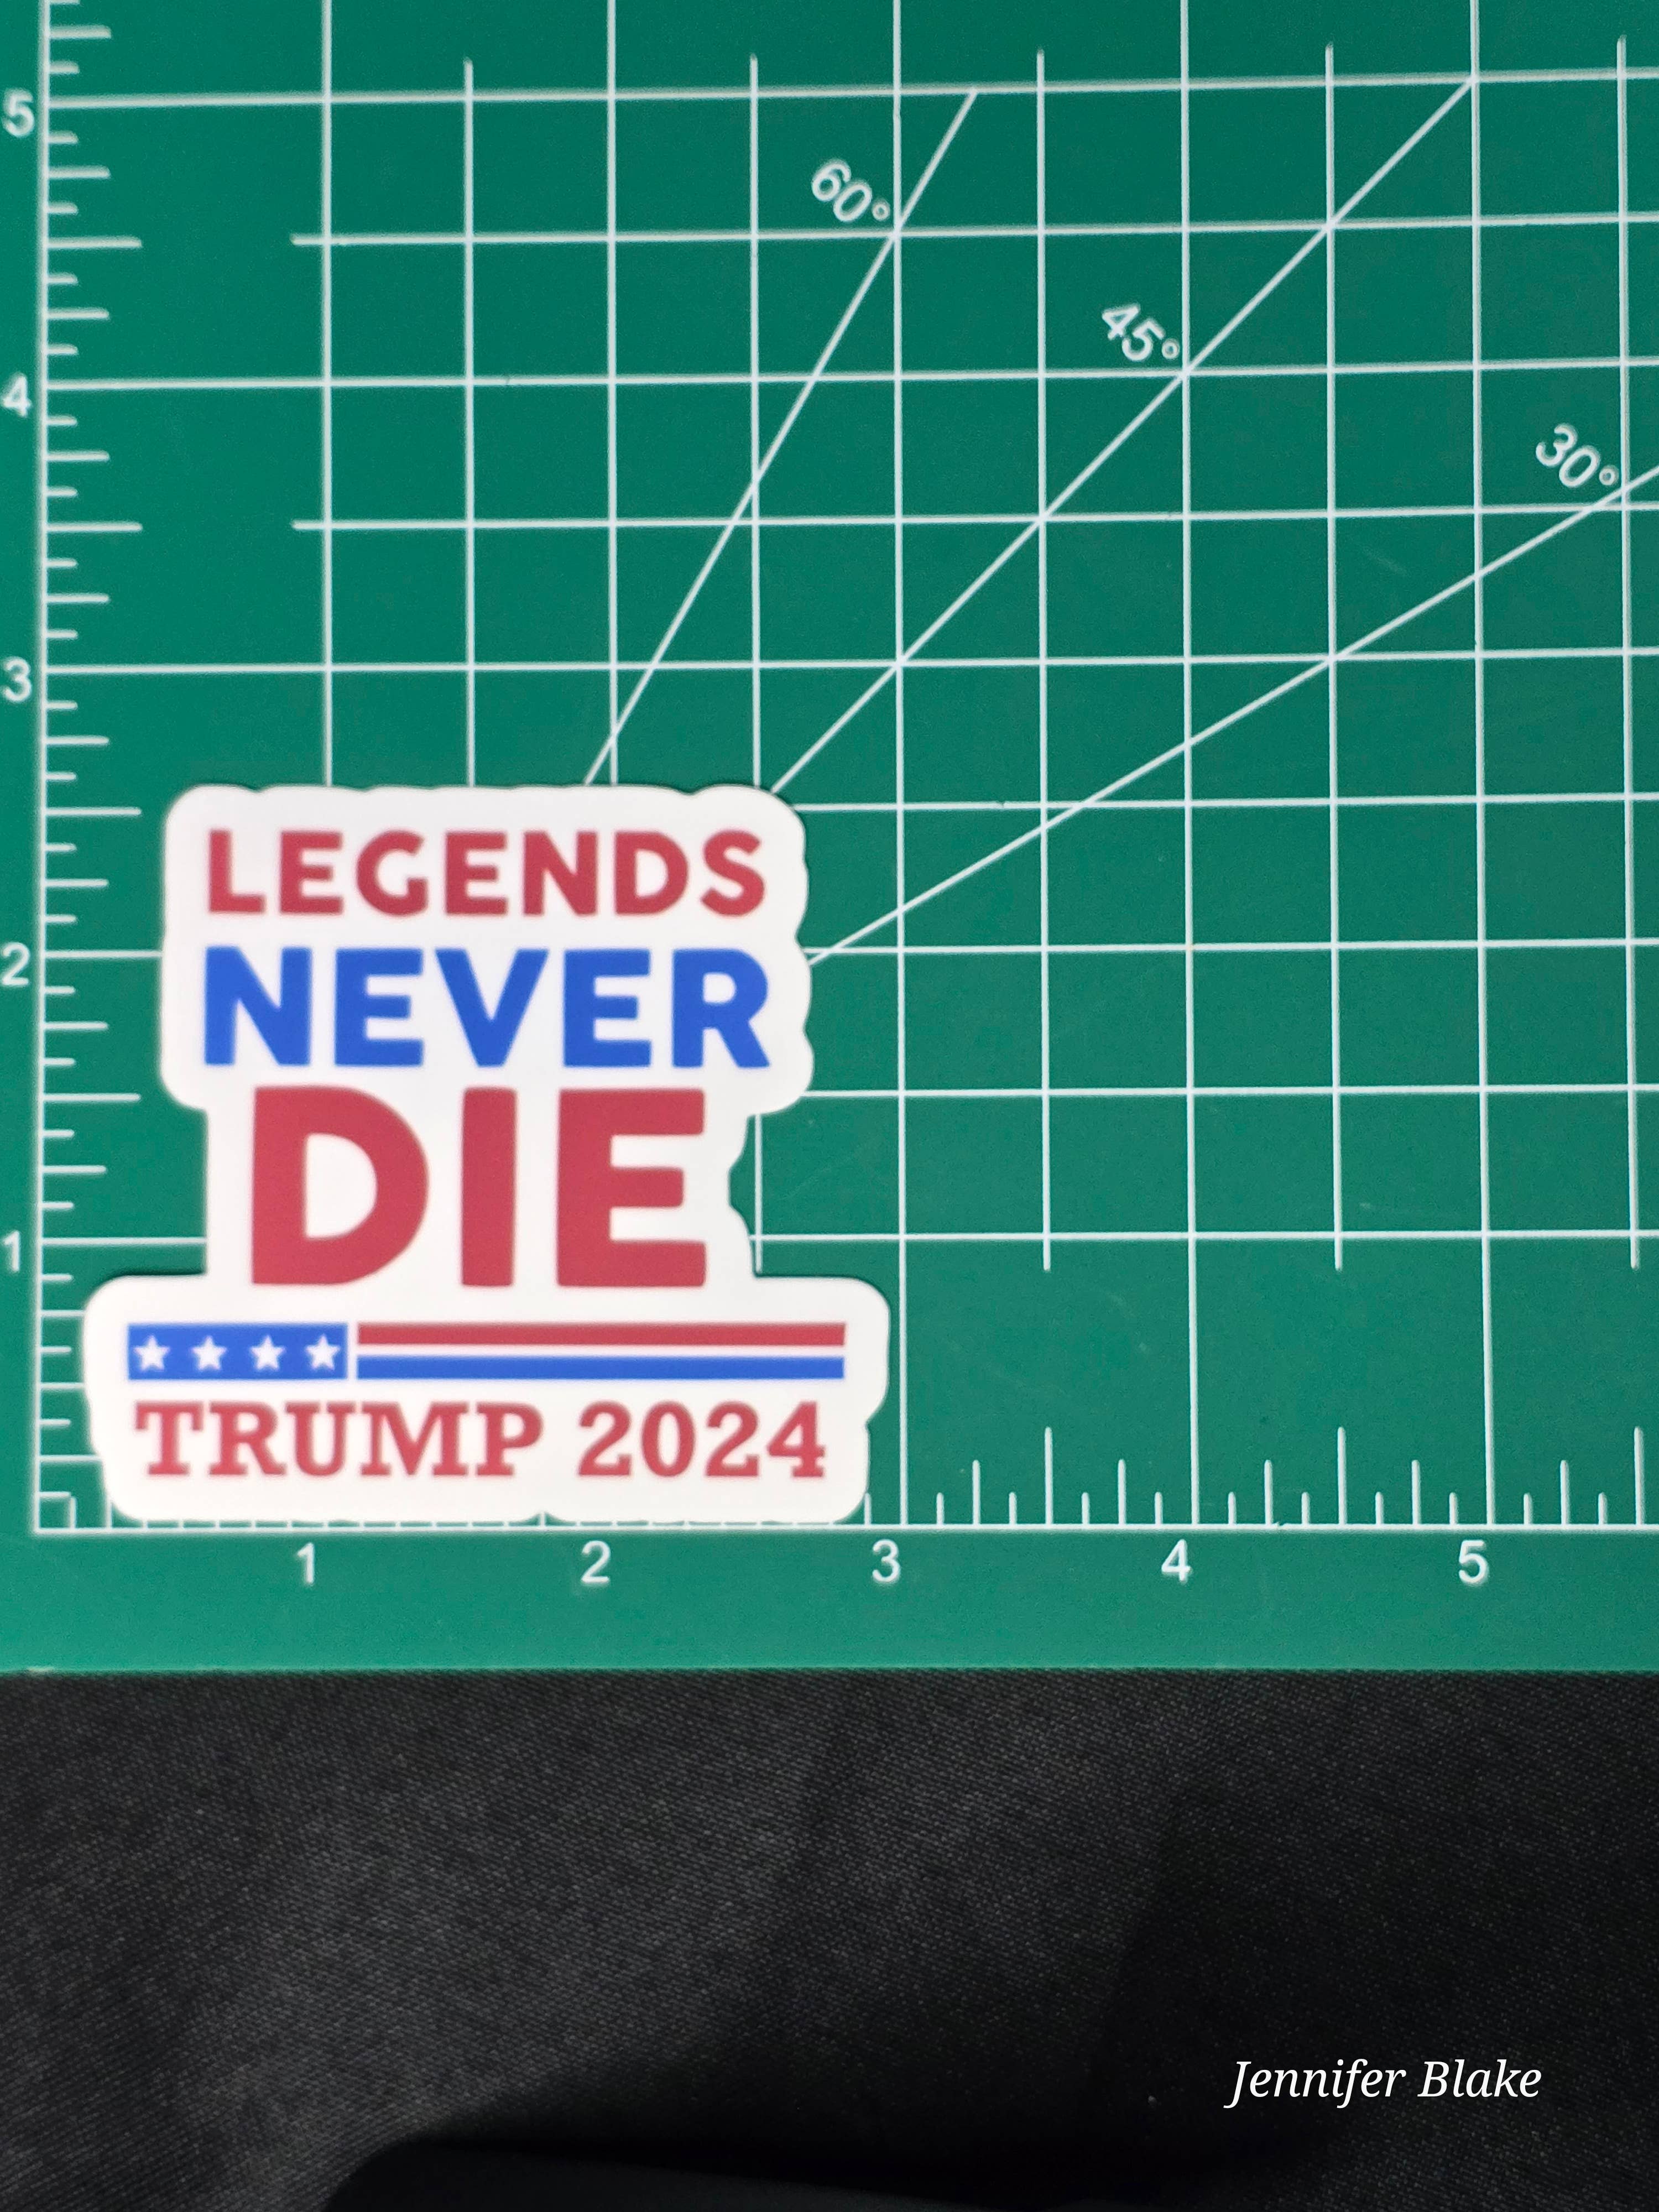 5
60°
45°
4
30°
3
LEGENDS
2
NEVER
DIE
1
TRUMP 2024
1 2 3 4 5
Jennifer Blake